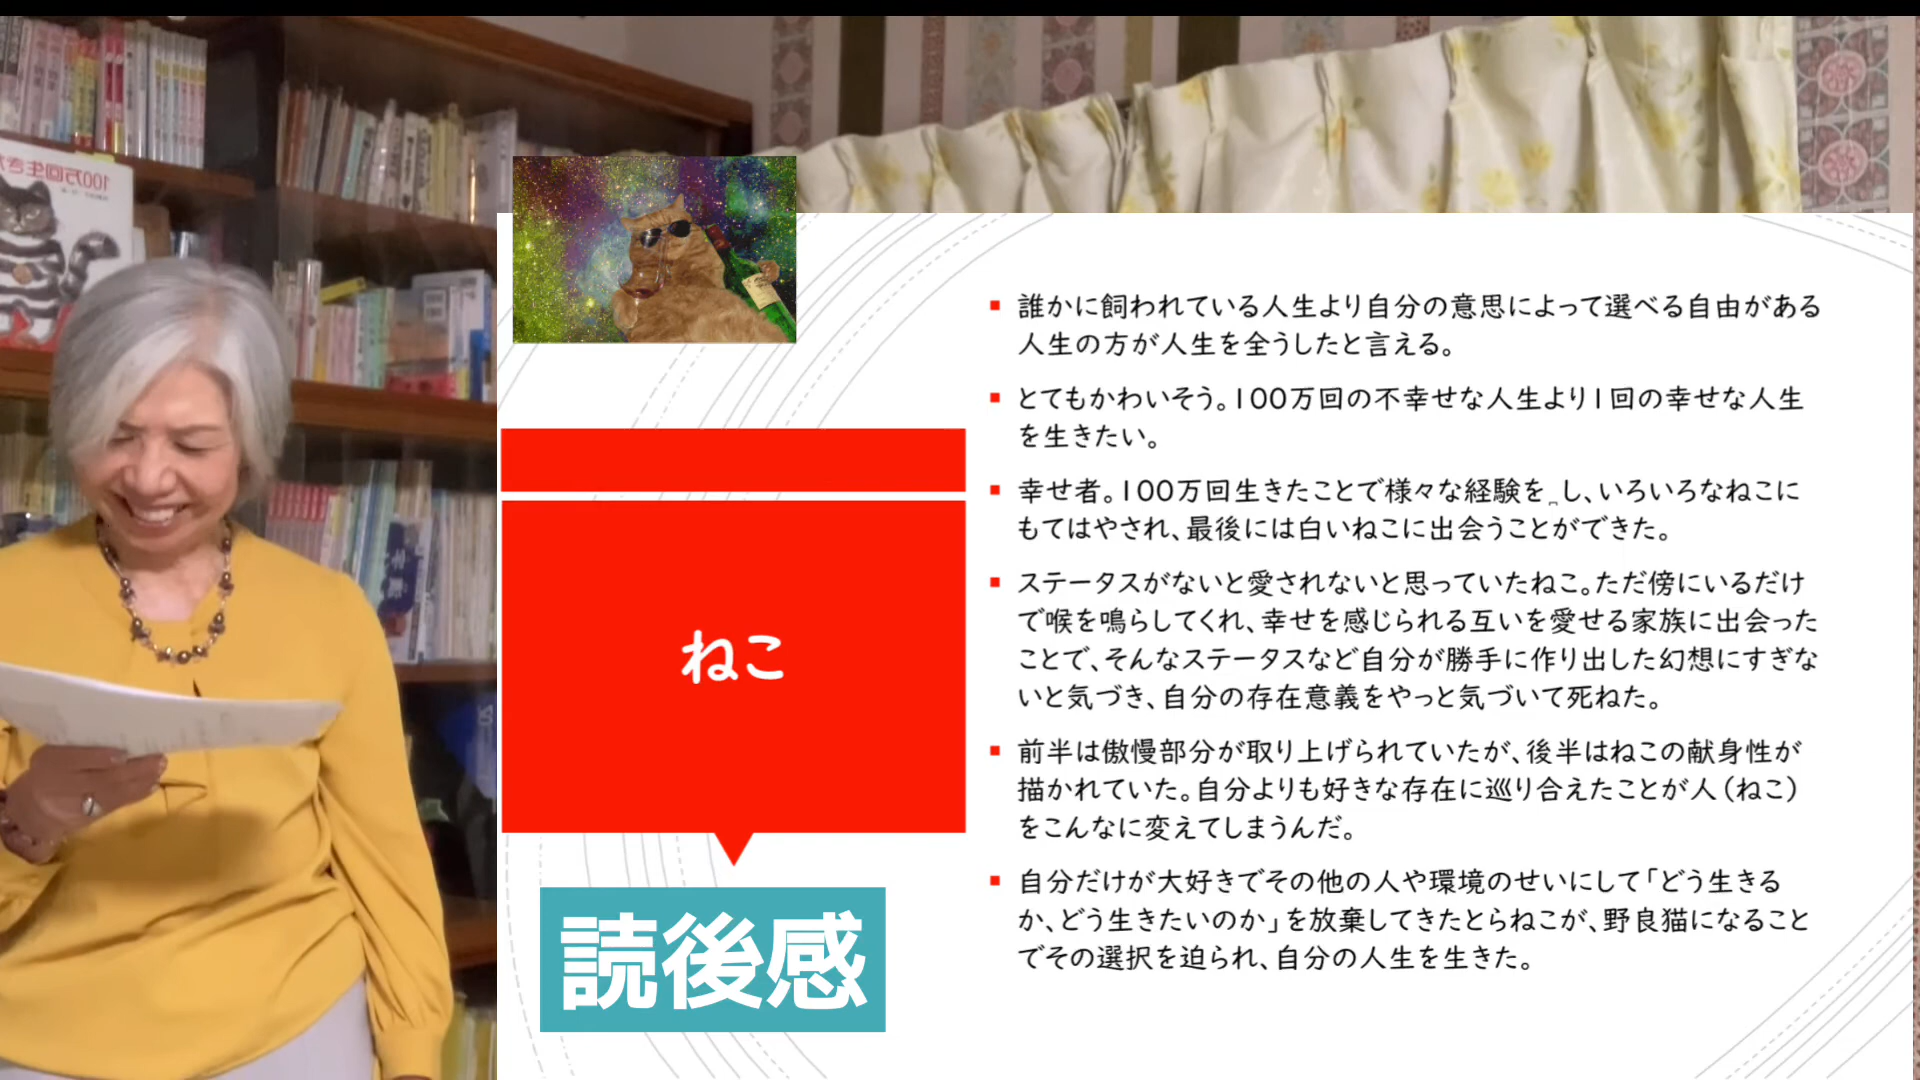 100万回生き
ねこ
読後感
誰かに飼われている人生より自分の意思によって選べる自由がある
人生の方が人生を全うしたと言える。
とてもかわいそう。100万回の不幸せな人生より1回の幸せな人生
を生きたい。
幸せ者。100万回生きたことで様々な経験を し、いろいろなねこに
もてはやされ、最後には白いねこに出会うことができた。
ステータスがないと愛されないと思っていたねこ。ただ傍にいるだけ
で喉を鳴らしてくれ、幸せを感じられる互いを愛せる家族に出会った
ことで、そんなステータスなど自分が勝手に作り出した幻想にすぎな
いと気づき、自分の存在意義をやっと気づいて死ねた。
前半は傲慢部分が取り上げられていたが、後半はねこの献身性が
描かれていた。自分よりも好きな存在に巡り合えたことが人(ねこ)
をこんなに変えてしまうんだ。
自分だけが大好きでその他の人や環境のせいにして「どう生きる
か、どう生きたいのか」を放棄してきたとらねこが、野良猫になること
でその選択を迫られ、自分の人生を生きた。